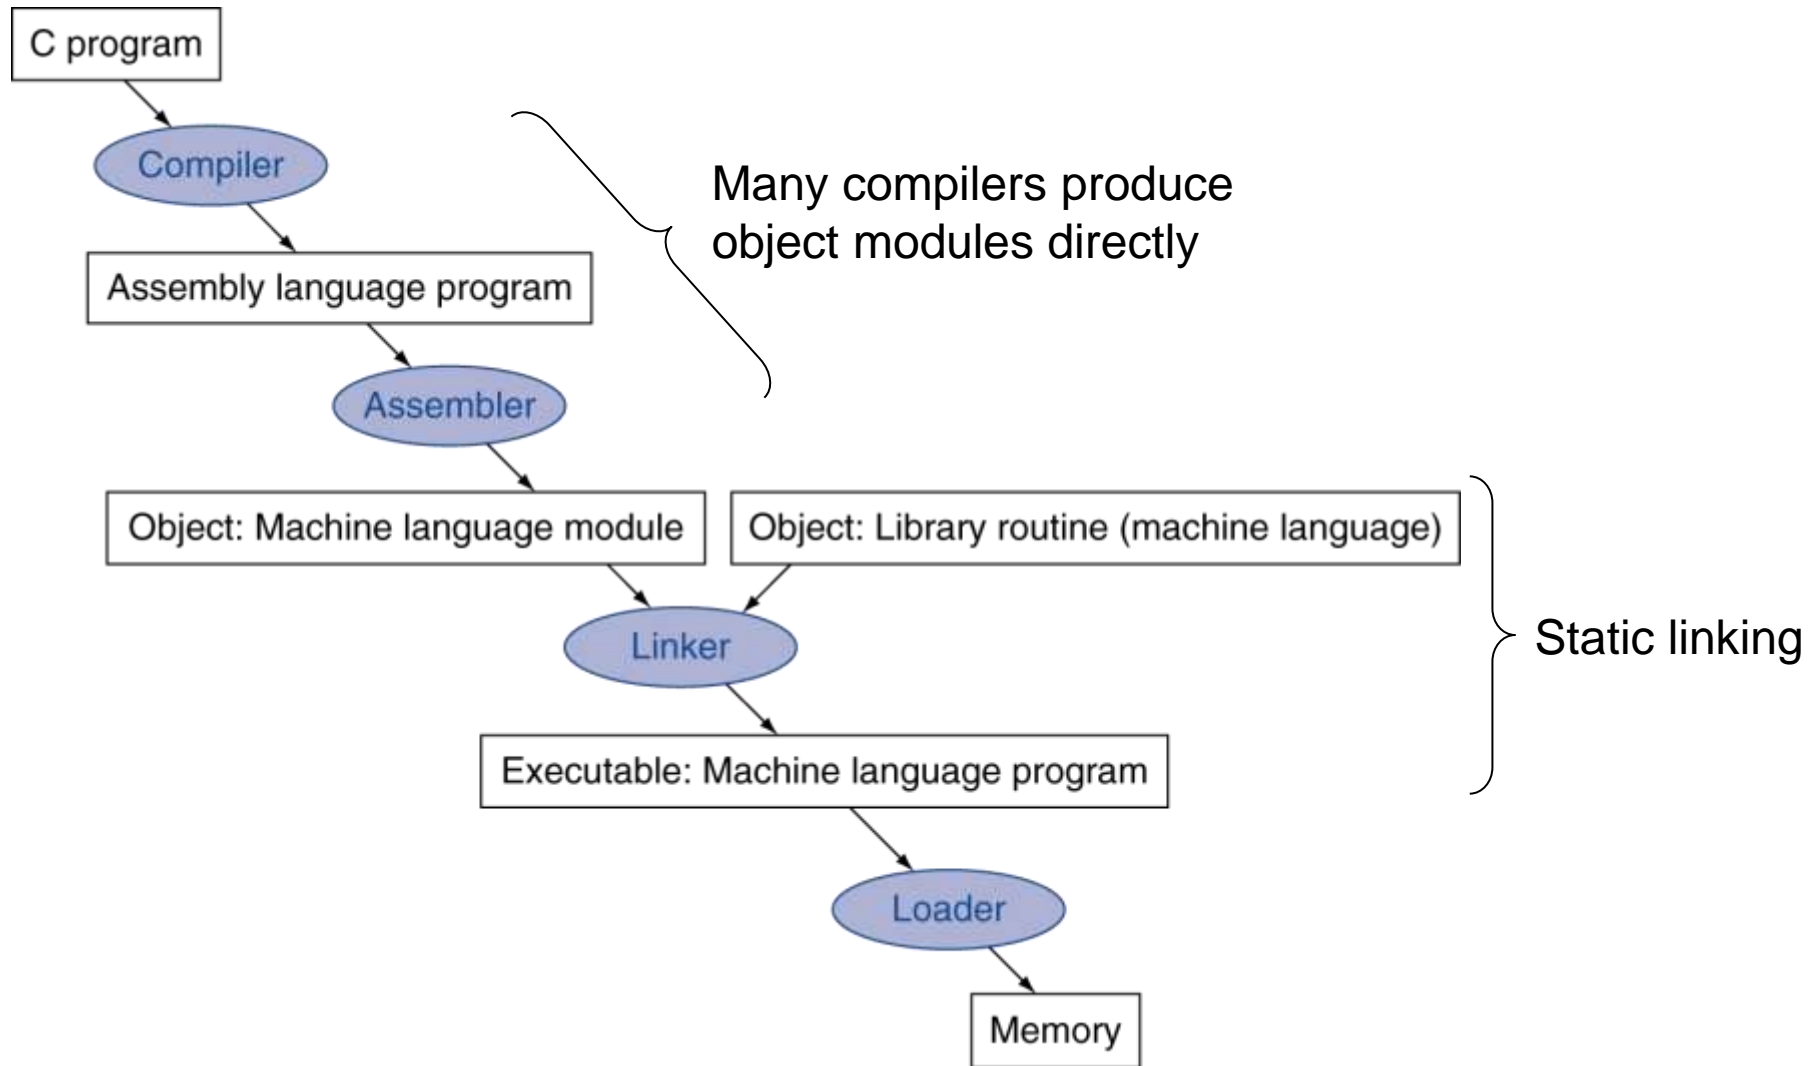 C program
Compiler
Many compilers produce
object modules directly
Assembly language program
Assembler
Object: Machine language module
Object: Library routine (machine language)
Linker
Static linking
Executable: Machine language program
Loader
Memory